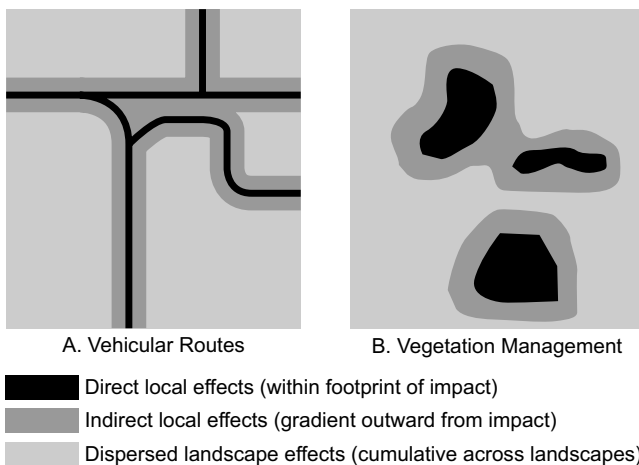 A. Vehicular Routes
B. Vegetation Management
Direct local effects (within footprint of impact)
Indirect local effects (gradient outward from impact)
Dispersed landscape effects (cumulative across landscapes)